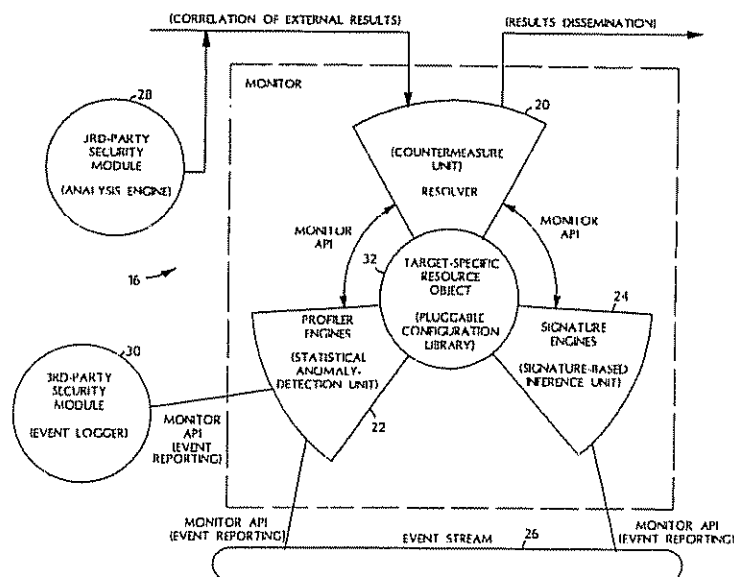 (CORRELATION OF EXTERNAL RESULTS)
(RESULTS DISSEMINATION)
MONITOR
28
3RD-PARTY
SECURITY
MODULE
(ANALYSIS ENGINE)
20
(COUNTERMEASURE
UNIT)
RESOLVER
MONITOR
API
MONITOR
API
16
32
TARGET-SPECIFIC
RESOURCE
OBJECT
(PLUGGABLE
CONFIGURATION
LIBRARY)
24
PROFILER
ENGINES
(STATISTICAL
ANOMALY-
DETECTION UNIT)
22
SIGNATURE
ENGINES
(SIGNATURE-BASED
INFERENCE UNIT)
30
3RD-PARTY
SECURITY
MODULE
(EVENT LOGGER)
MONITOR
API
(EVENT
REPORTING)
MONITOR API
(EVENT REPORTING)
EVENT STREAM
26
MONITOR API
(EVENT REPORTING)